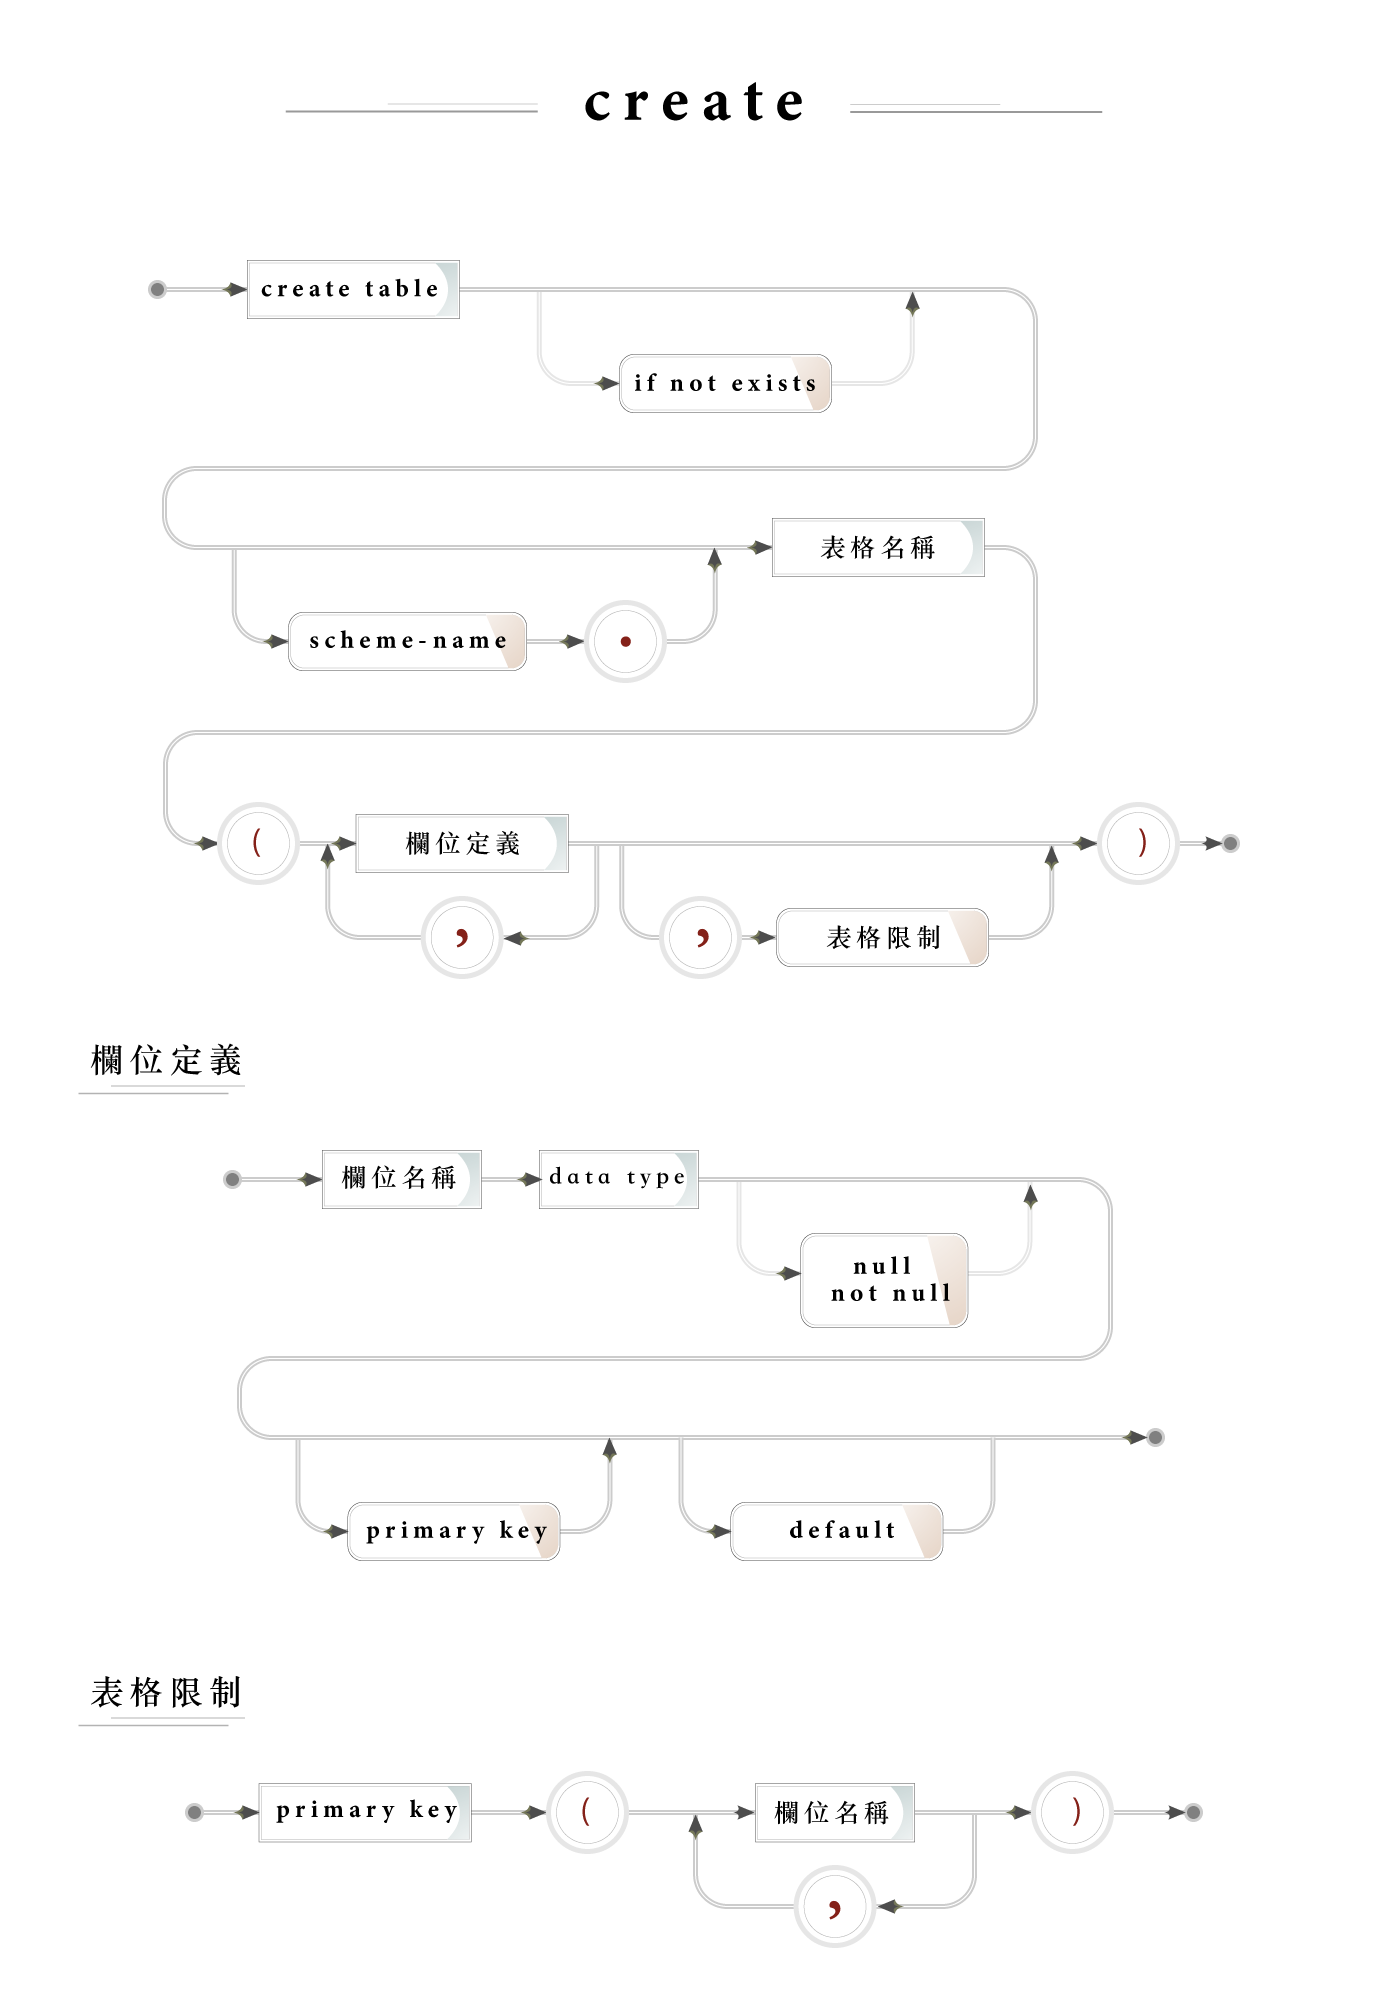 create
create table
if not exists
表格名稱
scheme-name
.
(
欄位定義
)
,
,
表格限制
欄位定義
欄位名稱
data type
null
not null
primary key
default
表格限制
primary key
(
欄位名稱
)
,